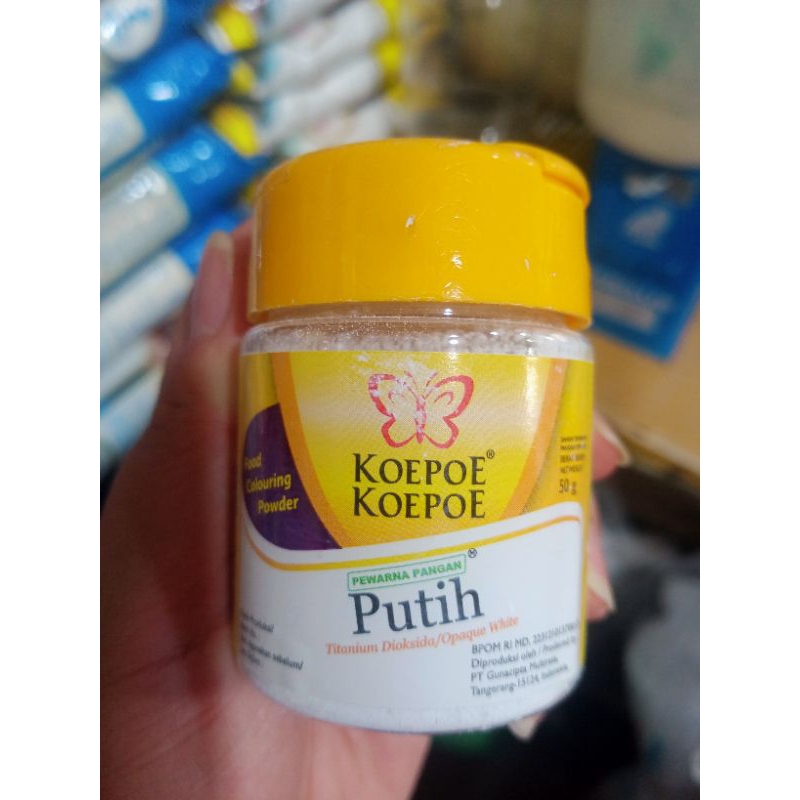 KOEPOE®
KOEPOE
Food
Colouring
Powder
50 g
PEWARNA PANGAN®
Putih
Titanium Dioksida/Opaque White
BPOM RI MD.
Diproduksi oleh / Produced by
PT Gunacipta Multirasa
Tangerang-15124, Indonesia